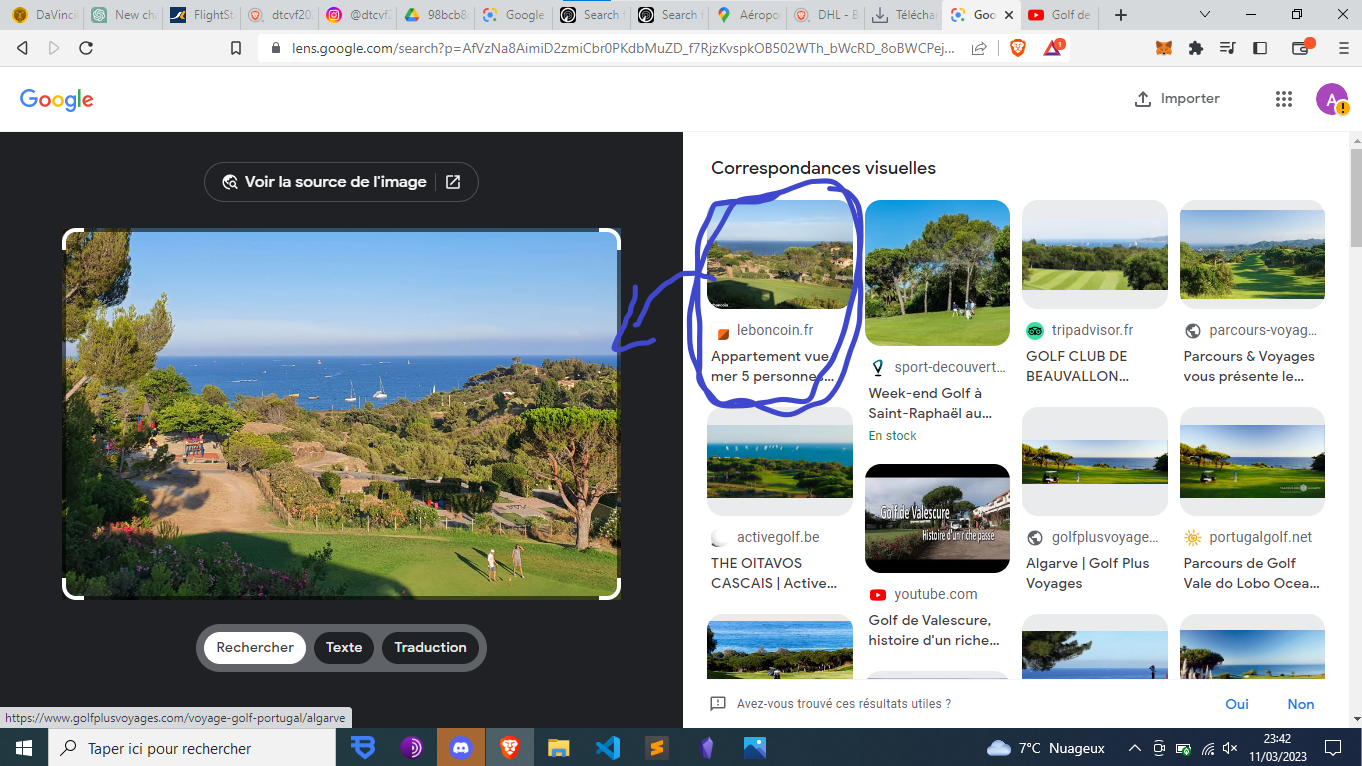 DaVinci
New cha
FlightSt
dtcvf20
@dtcvf2
98bcb8
Google
Search f
Search f
Aéropo
DHL - B
Téléchar
Goo
Golf de
lens.google.com/search?p=AfVzNa8AimiD2zmiCbr0PKdbMuZD_f7RjzKvspkOB502WTh_bWcRD_8oBWCPej...
1
Google
Importer
A
Voir la source de l'image
Correspondances visuelles
leboncoin.fr
Appartement vue
mer 5 personnes...
sport-decouvert...
Week-end Golf à
Saint-Raphaël au...
En stock
tripadvisor.fr
GOLF CLUB DE
BEAUVALLON...
parcours-voyag...
Parcours & Voyages
vous présente le...
activegolf.be
THE OITAVOS
CASCAIS | Active...
Golf de Valescure
Histoire d'un riche passe
youtube.com
Golf de Valescure,
histoire d'un riche...
golfplusvoyage...
Algarve | Golf Plus
Voyages
portugalgolf.net
Parcours de Golf
Vale do Lobo Ocea...
Rechercher
Texte
Traduction
Avez-vous trouvé ces résultats utiles ?
Oui
Non
https://www.golfplusvoyages.com/voyage-golf-portugal/algarve
Taper ici pour rechercher
7°C Nuageux
23:42
11/03/2023